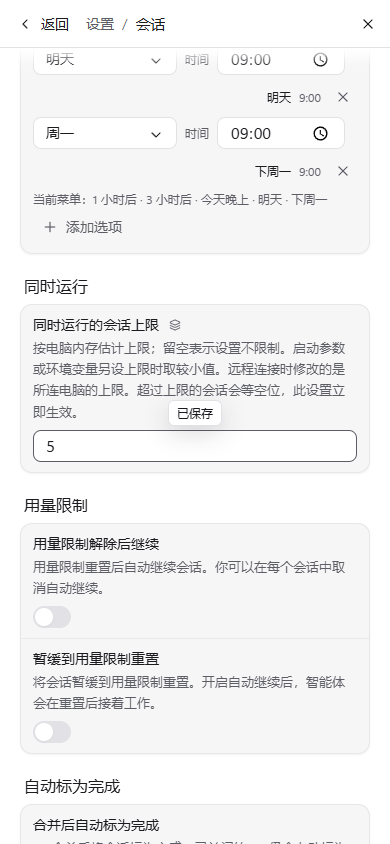 返回 设置 / 会话
明天 时间 09:00
明天 9:00
周一 时间 09:00
下周一 9:00
当前菜单：1 小时后 · 3 小时后 · 今天晚上 · 明天 · 下周一
添加选项
同时运行
同时运行的会话上限
按电脑内存估计上限；留空表示设置不限制。启动参数
或环境变量另设上限时取较小值。远程连接时修改的是
所连电脑的上限。超过上限的会话会等空位，此设置立
即生效。
已保存
5
用量限制
用量限制解除后继续
用量限制重置后自动继续会话。你可以在每个会话中取
消自动继续。
暂缓到用量限制重置
将会话暂缓到用量限制重置。开启自动继续后，智能体
会在重置后接着工作。
自动标为完成
合并后自动标为完成